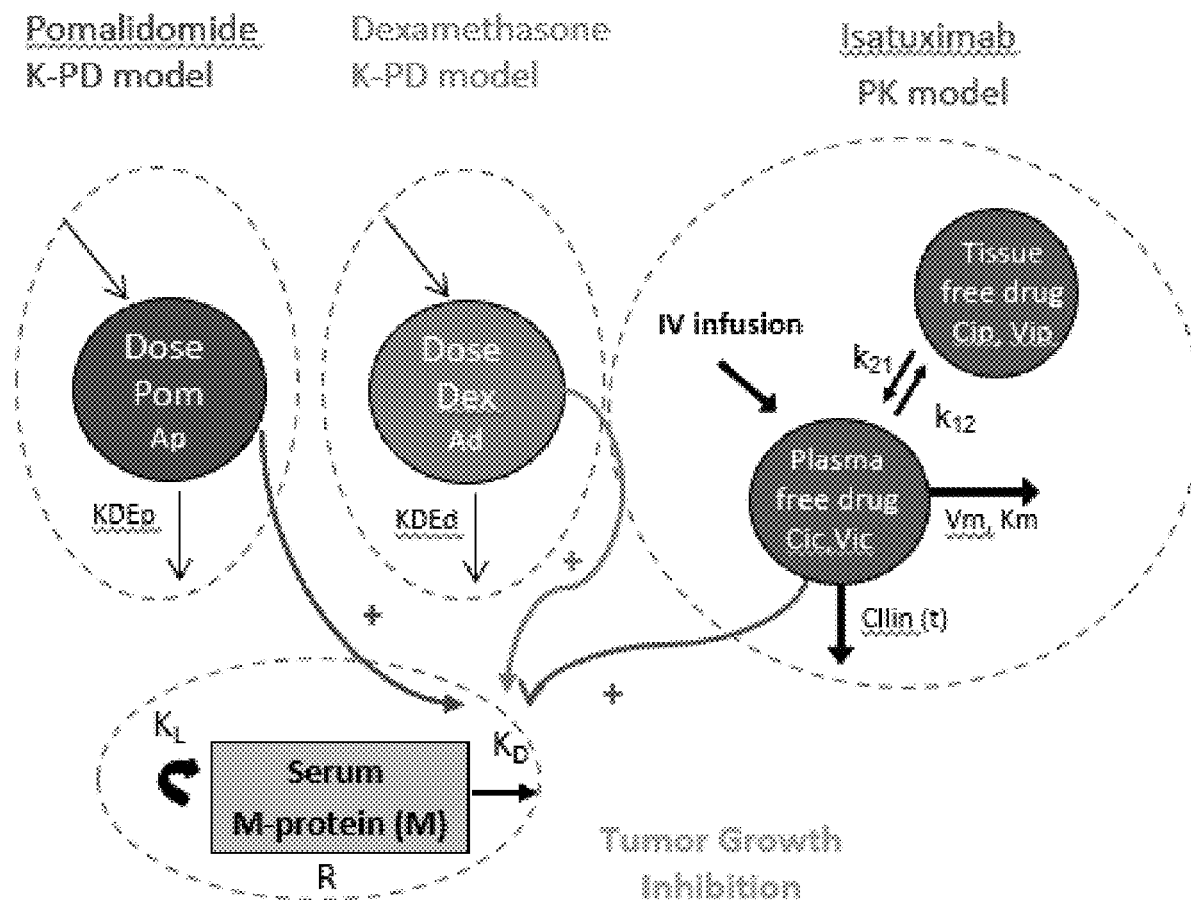 Pomalidomide
K-PD model
Dexamethasone
K-PD model
Isatuximab
PK model
Dose
Pom
Ap
KDEp
+
Dose
Dex
Ad
KDEd
+
IV infusion
Tissue
free drug
Cip, Vip
k21
k12
Plasma
free drug
Cic,Vic
Vm, Km
Cllin (t)
+
KL
Serum
M-protein (M)
R
KD
Tumor Growth
Inhibition